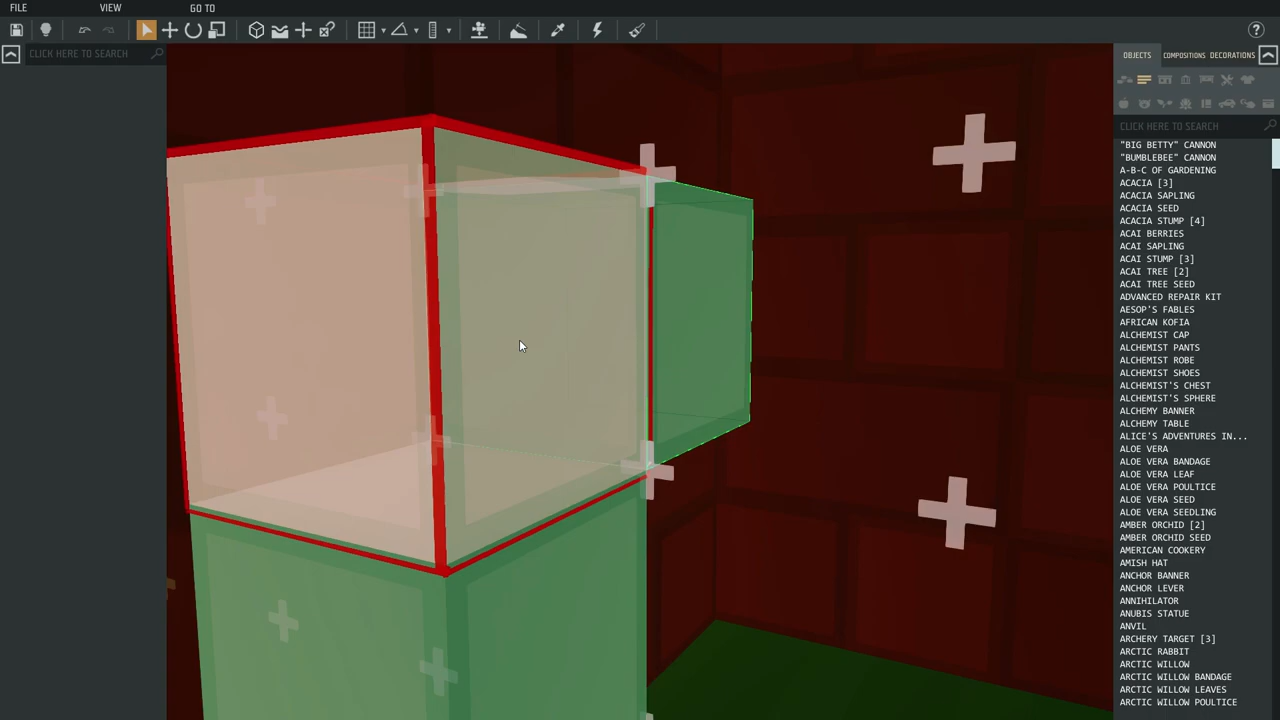 FILE VIEW GO TO
CLICK HERE TO SEARCH
OBJECTS COMPOSITIONS DECORATIONS
CLICK HERE TO SEARCH
"BIG BETTY" CANNON
"BUMBLEBEE" CANNON
A-B-C OF GARDENING
ACACIA [3]
ACACIA SAPLING
ACACIA SEED
ACACIA STUMP [4]
ACAI BERRIES
ACAI SAPLING
ACAI STUMP [3]
ACAI TREE [2]
ACAI TREE SEED
ADVANCED REPAIR KIT
AESOP'S FABLES
AFRICAN KOFIA
ALCHEMIST CAP
ALCHEMIST PANTS
ALCHEMIST ROBE
ALCHEMIST SHOES
ALCHEMIST'S CHEST
ALCHEMIST'S SPHERE
ALCHEMY BANNER
ALCHEMY TABLE
ALICE'S ADVENTURES IN...
ALOE VERA
ALOE VERA BANDAGE
ALOE VERA LEAF
ALOE VERA POULTICE
ALOE VERA SEED
ALOE VERA SEEDLING
AMBER ORCHID [2]
AMBER ORCHID SEED
AMERICAN COOKERY
AMISH HAT
ANCHOR BANNER
ANCHOR LEVER
ANNIHILATOR
ANUBIS STATUE
ANVIL
ARCHERY TARGET [3]
ARCTIC RABBIT
ARCTIC WILLOW
ARCTIC WILLOW BANDAGE
ARCTIC WILLOW LEAVES
ARCTIC WILLOW POULTICE